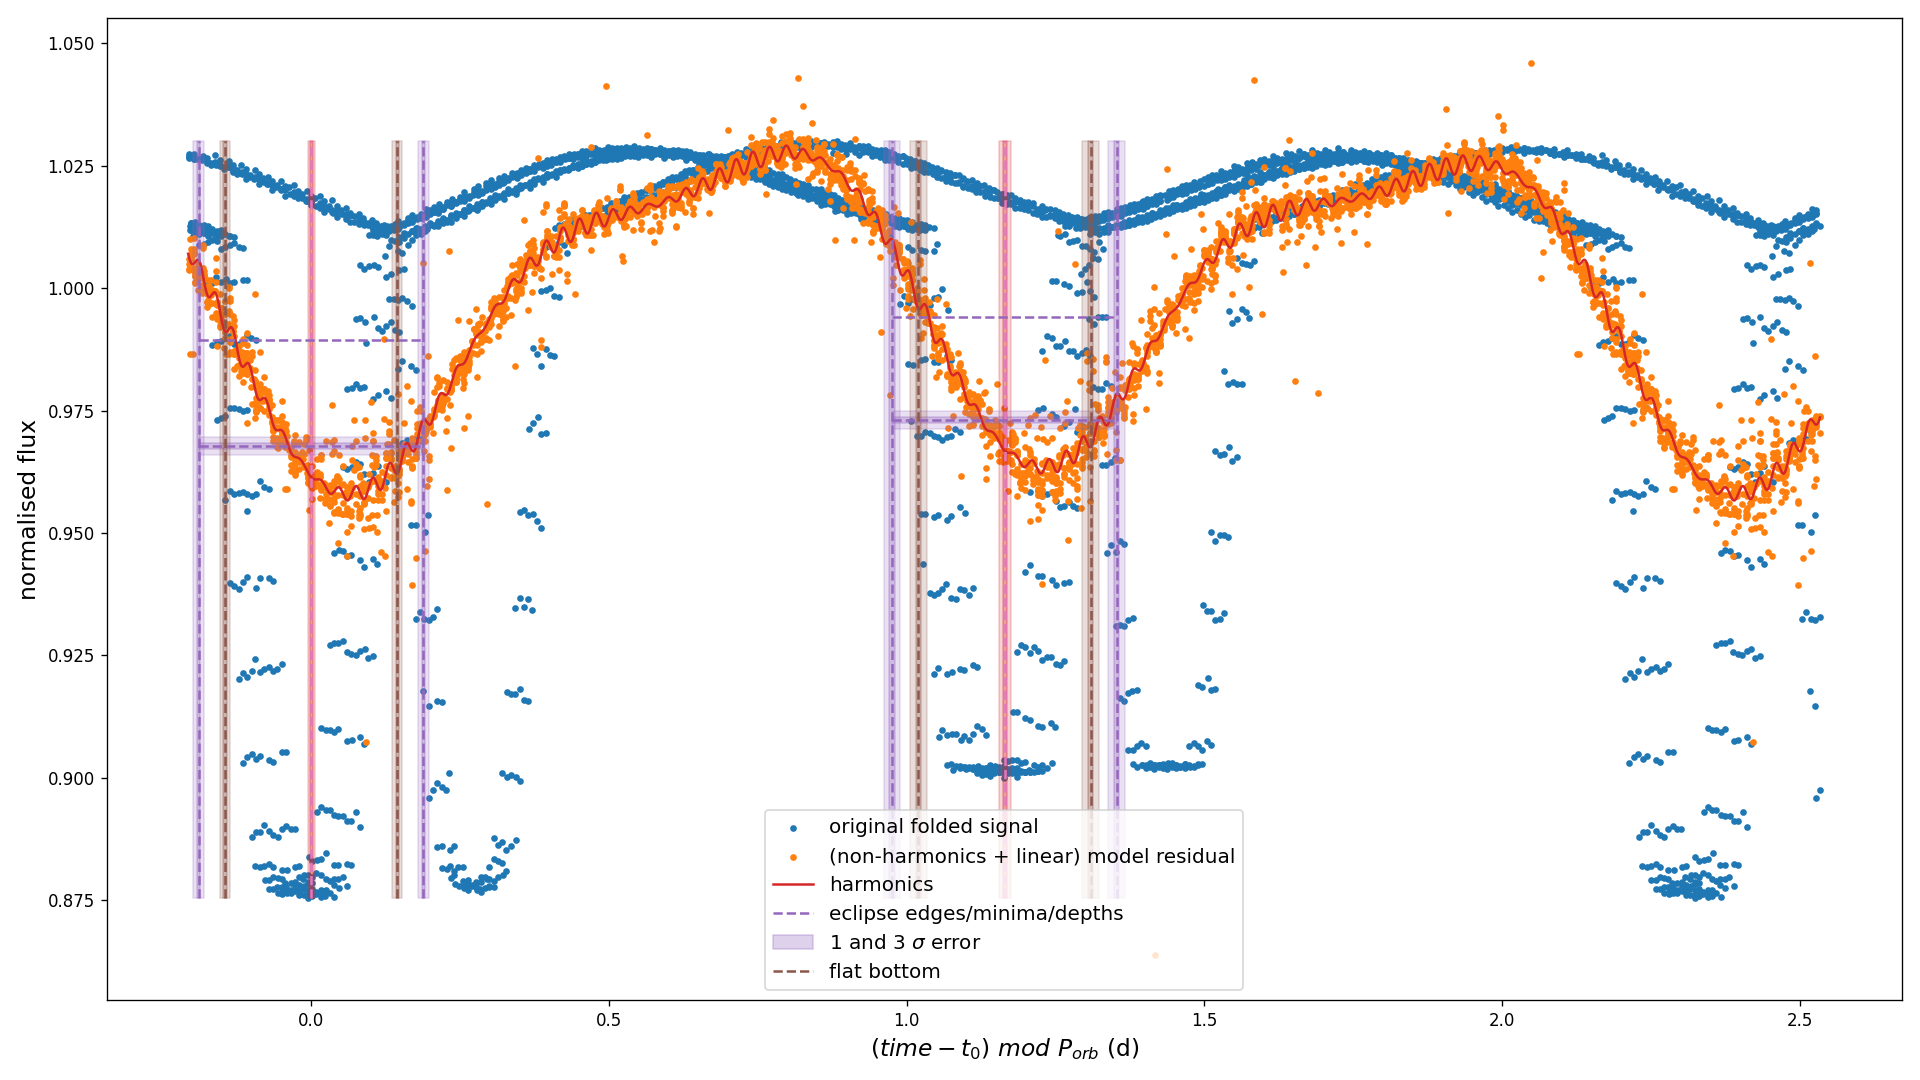 1.050
1.025
1.000
0.975
0.950
0.925
0.900
0.875
normalised flux
original folded signal
(non-harmonics + linear) model residual
harmonics
eclipse edges/minima/depths
1 and 3 σ error
flat bottom
0.0 0.5 1.0 1.5 2.0 2.5
(time − t₀) mod Pₒᵣb (d)